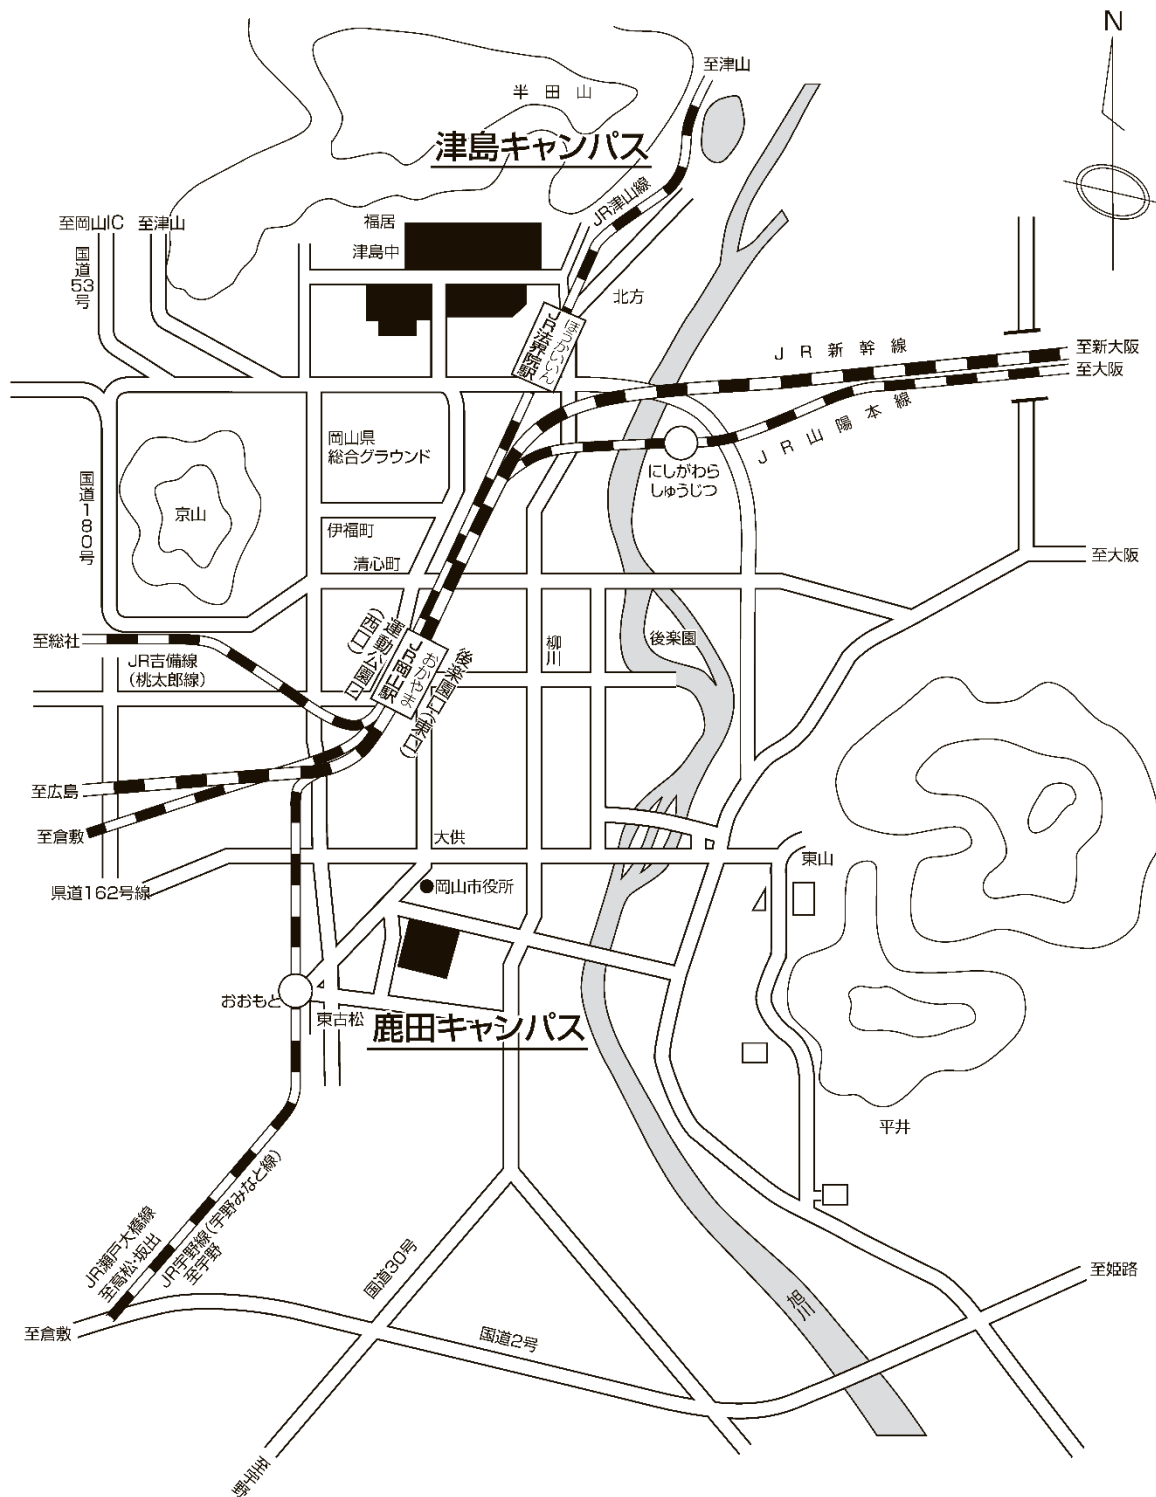 N
至津山
半田山
津島キャンパス
JR津山線
至岡山IC
至津山
国道53号
福居
津島中
北方
ほうかいいん
JR法界院駅
JR新幹線
至新大阪
至大阪
JR山陽本線
にしがわら
しゅうじつ
岡山県
総合グラウンド
国道180号
京山
伊福町
清心町
至大阪
至総社
JR吉備線
(桃太郎線)
運動公園口
(西口)
おかやま
JR岡山駅
後楽園口(東口)
柳川
後楽園
至広島
至倉敷
大供
県道162号線
岡山市役所
東山
おおもと
東古松
鹿田キャンパス
平井
JR瀬戸大橋線
至高松・坂出
JR宇野線(宇野みなと線)
至宇野
国道30号
旭川
至姫路
至倉敷
国道2号
至宇野